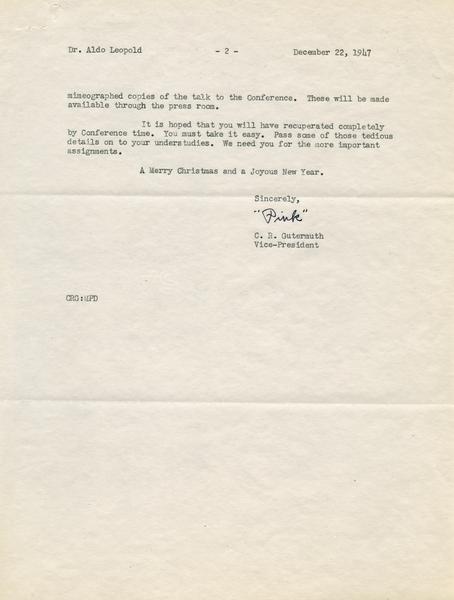 Dr. Aldo Leopold - 2 - December 22, 1947
mimeographed copies of the talk to the Conference. These will be made
available through the press room.
It is hoped that you will have recuperated completely
by Conference time. You must take it easy. Pass some of those tedious
details on to your understudies. We need you for the more important
assignments.
A Merry Christmas and a Joyous New Year.
Sincerely,
"Pink"
C. R. Gutermuth
Vice-President
CRG:MPD